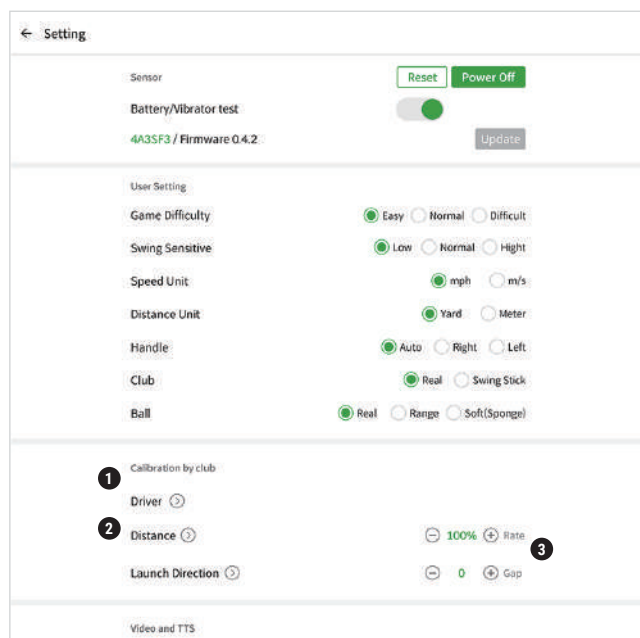 ← Setting
Sensor Reset Power Off
Battery/Vibrator test
4A3SF3 / Firmware 0.4.2 Update
User Setting
Game Difficulty Easy Normal Difficult
Swing Sensitive Low Normal Hight
Speed Unit mph m/s
Distance Unit Yard Meter
Handle Auto Right Left
Club Real Swing Stick
Ball Real Range Soft(Sponge)
Calibration by club
1
Driver
2 Distance 100% Rate
3
Launch Direction 0 Gap
Video and TTS